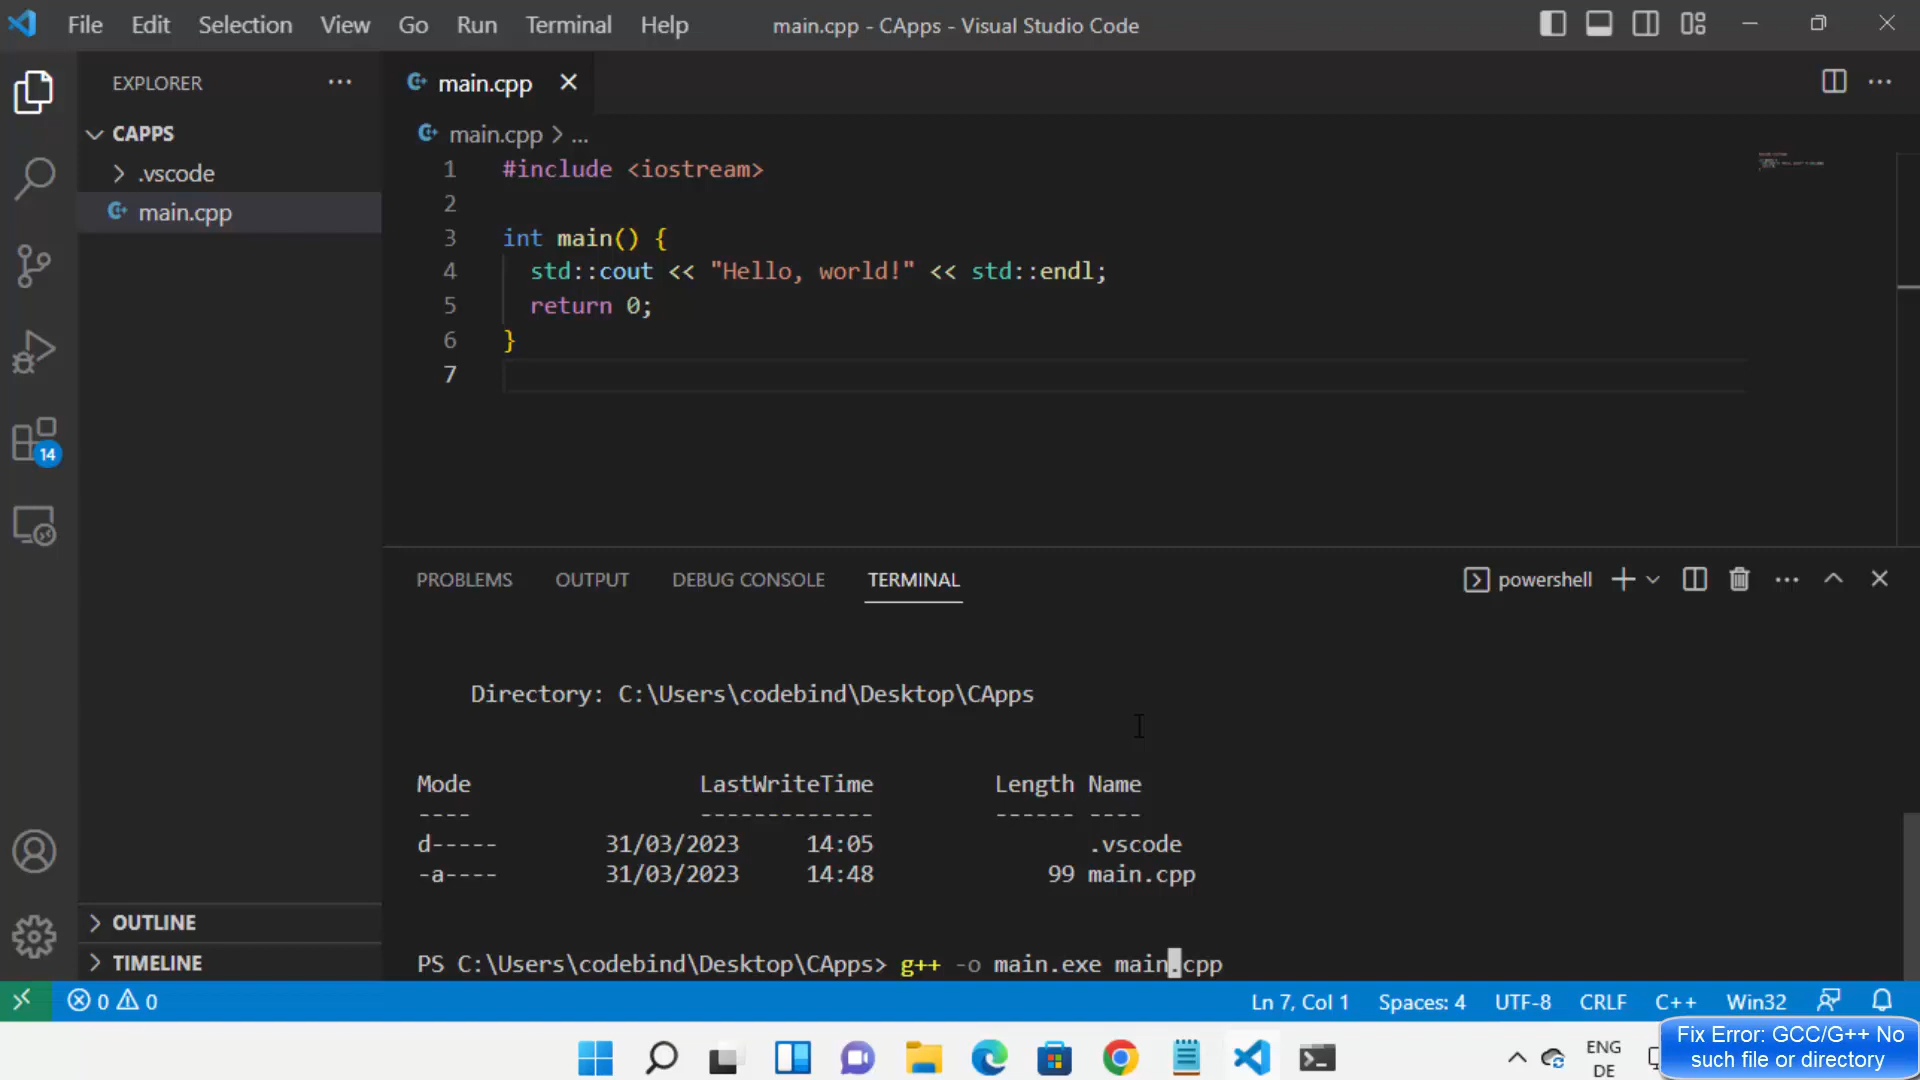 File Edit Selection View Go Run Terminal Help main.cpp - CApps - Visual Studio Code
EXPLORER
main.cpp
CAPPS
.vscode
main.cpp
main.cpp > ...
1 #include <iostream>
2
3 int main() {
4 std::cout << "Hello, world!" << std::endl;
5 return 0;
6 }
7
14
PROBLEMS OUTPUT DEBUG CONSOLE TERMINAL
powershell
Directory: C:\Users\codebind\Desktop\CApps
Mode LastWriteTime Length Name
---- ------------- ------ ----
d----- 31/03/2023 14:05 .vscode
-a---- 31/03/2023 14:48 99 main.cpp
PS C:\Users\codebind\Desktop\CApps> g++ -o main.exe main.cpp
OUTLINE
TIMELINE
0 0 Ln 7, Col 1 Spaces: 4 UTF-8 CRLF C++ Win32
ENG
DE
Fix Error: GCC/G++ No
such file or directory